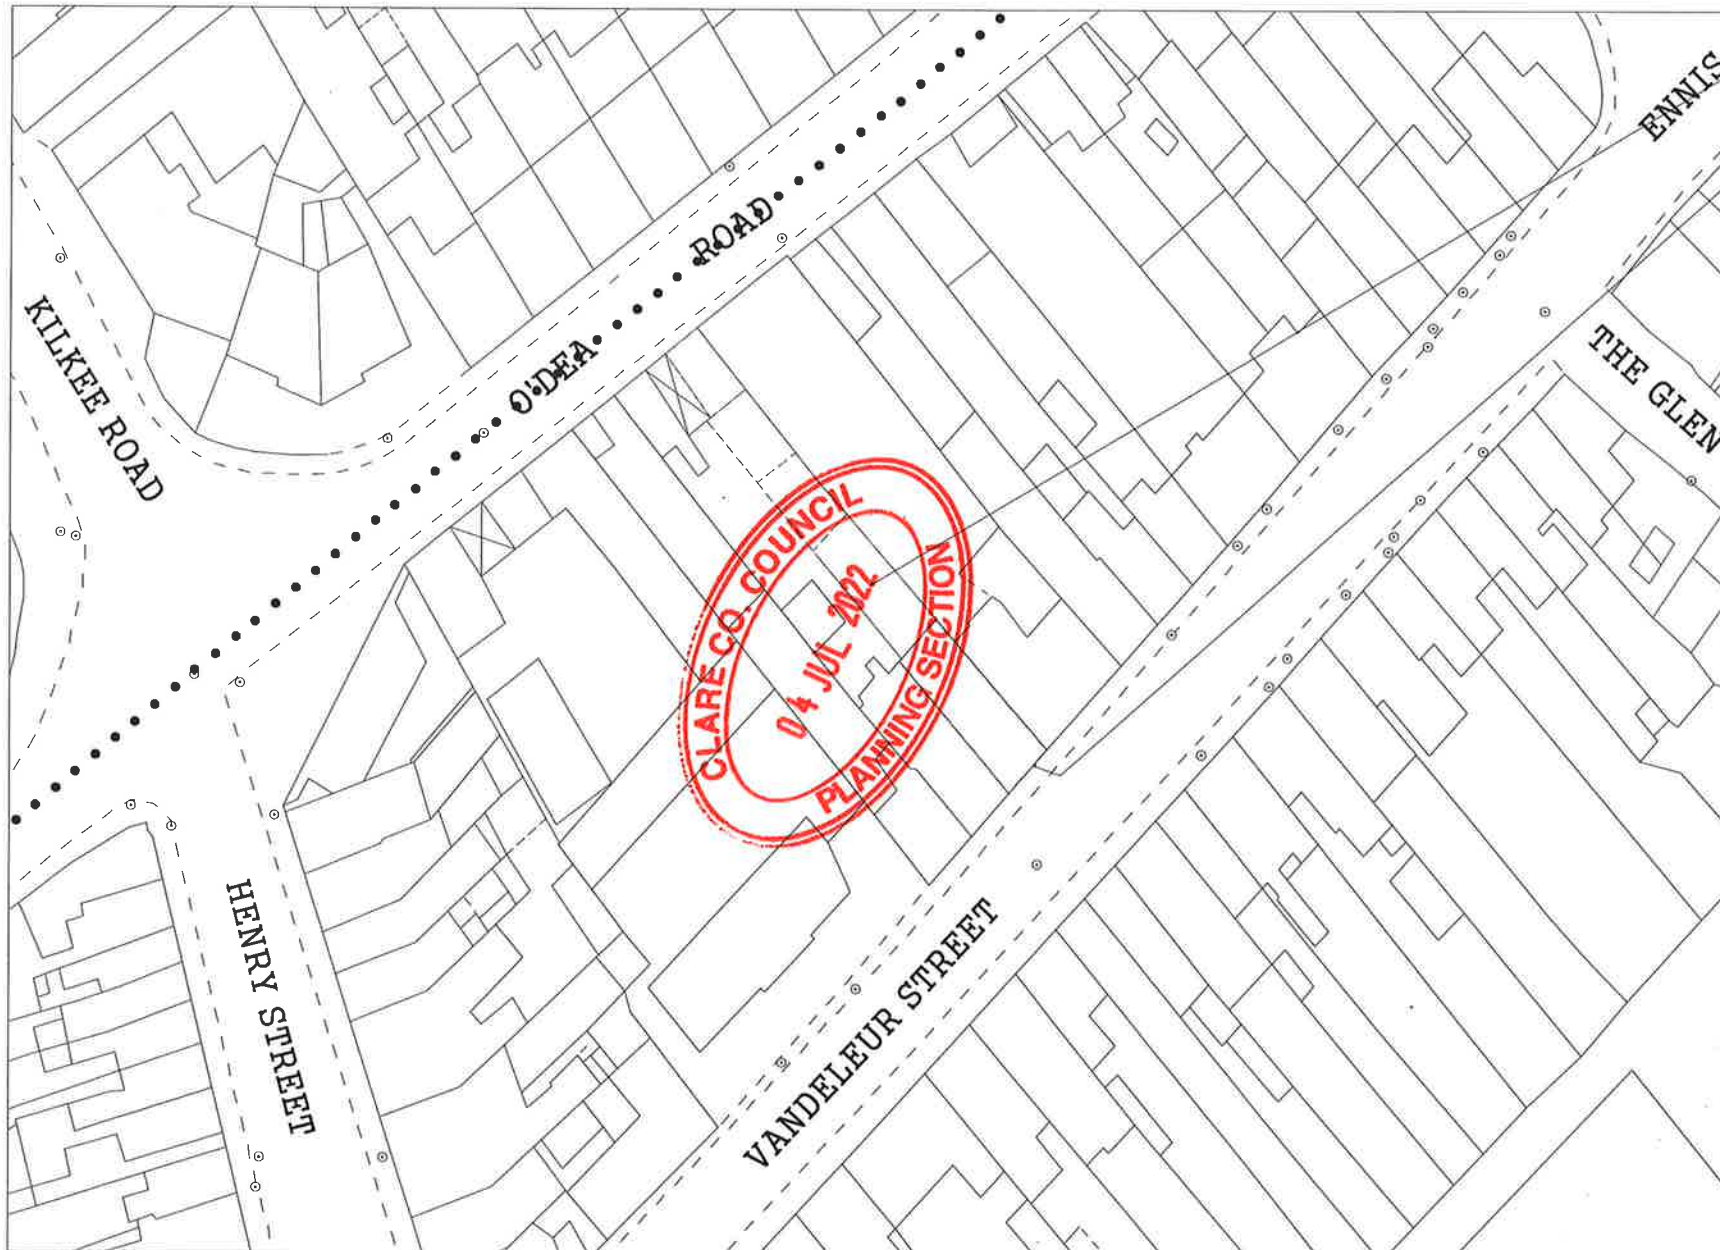 ENNIS
O'DEA ROAD
KILKEE ROAD
THE GLEN
CLARE CO. COUNCIL
04 JUL 2022
PLANNING SECTION
HENRY STREET
VANDELEUR STREET